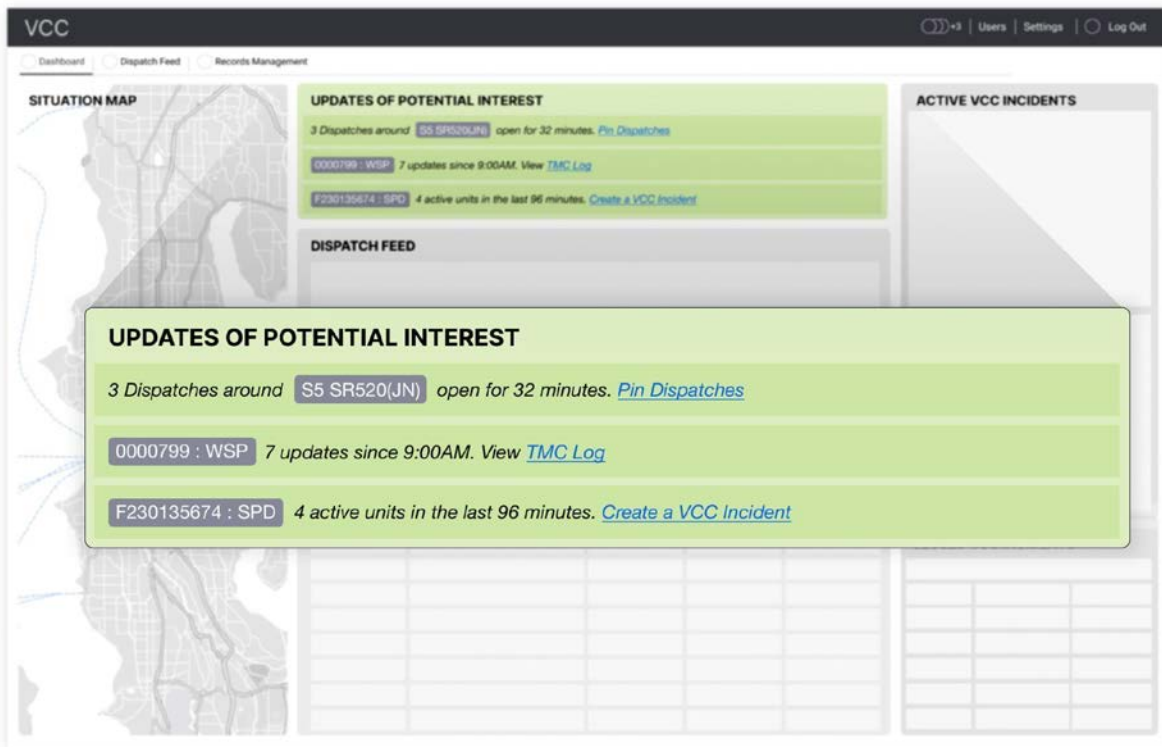 VCC
+3 | Users | Settings | Log Out
Dashboard | Dispatch Feed | Records Management
SITUATION MAP
UPDATES OF POTENTIAL INTEREST
3 Dispatches around S5 SR520(JN) open for 32 minutes. Pin Dispatches
0000799 : WSP 7 updates since 9:00AM. View TMC Log
F230135674 : SPD 4 active units in the last 96 minutes. Create a VCC Incident
ACTIVE VCC INCIDENTS
DISPATCH FEED
UPDATES OF POTENTIAL INTEREST
3 Dispatches around S5 SR520(JN) open for 32 minutes. Pin Dispatches
0000799 : WSP 7 updates since 9:00AM. View TMC Log
F230135674 : SPD 4 active units in the last 96 minutes. Create a VCC Incident